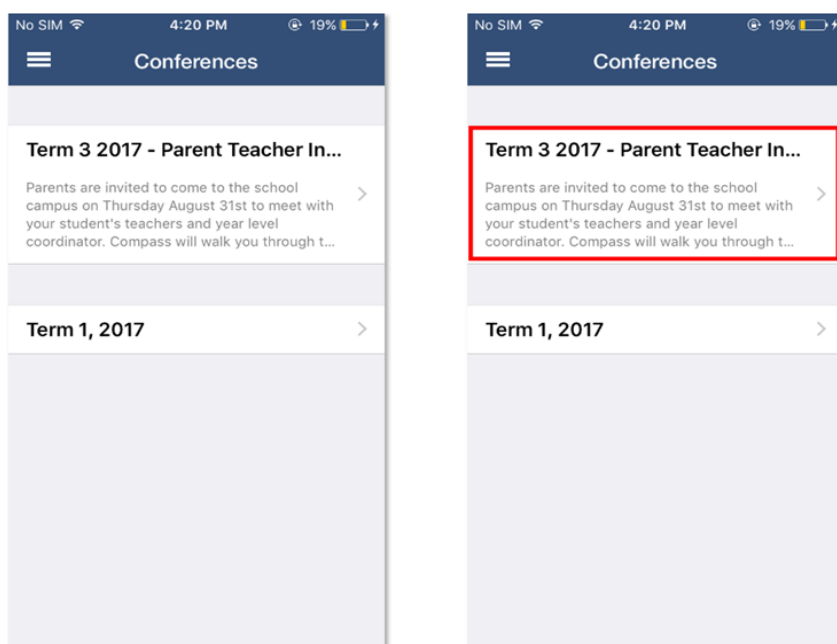 No SIM 4:20 PM 19%
Conferences
Term 3 2017 - Parent Teacher In...
Parents are invited to come to the school
campus on Thursday August 31st to meet with
your student's teachers and year level
coordinator. Compass will walk you through t...
Term 1, 2017
No SIM 4:20 PM 19%
Conferences
Term 3 2017 - Parent Teacher In...
Parents are invited to come to the school
campus on Thursday August 31st to meet with
your student's teachers and year level
coordinator. Compass will walk you through t...
Term 1, 2017